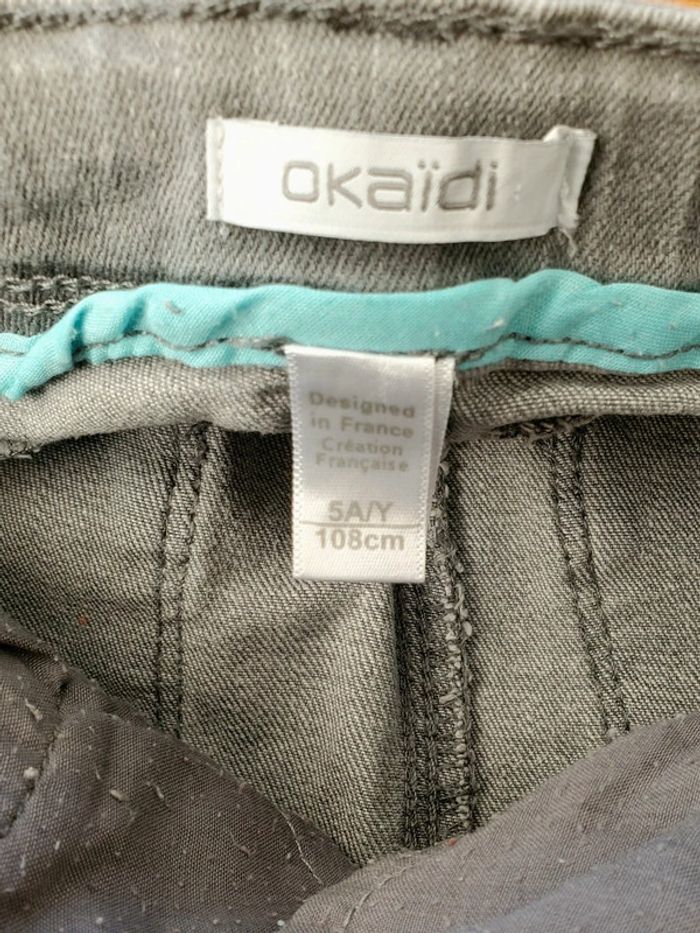 okaïdi
Designed
in France
Création
Française
5A/Y
108cm